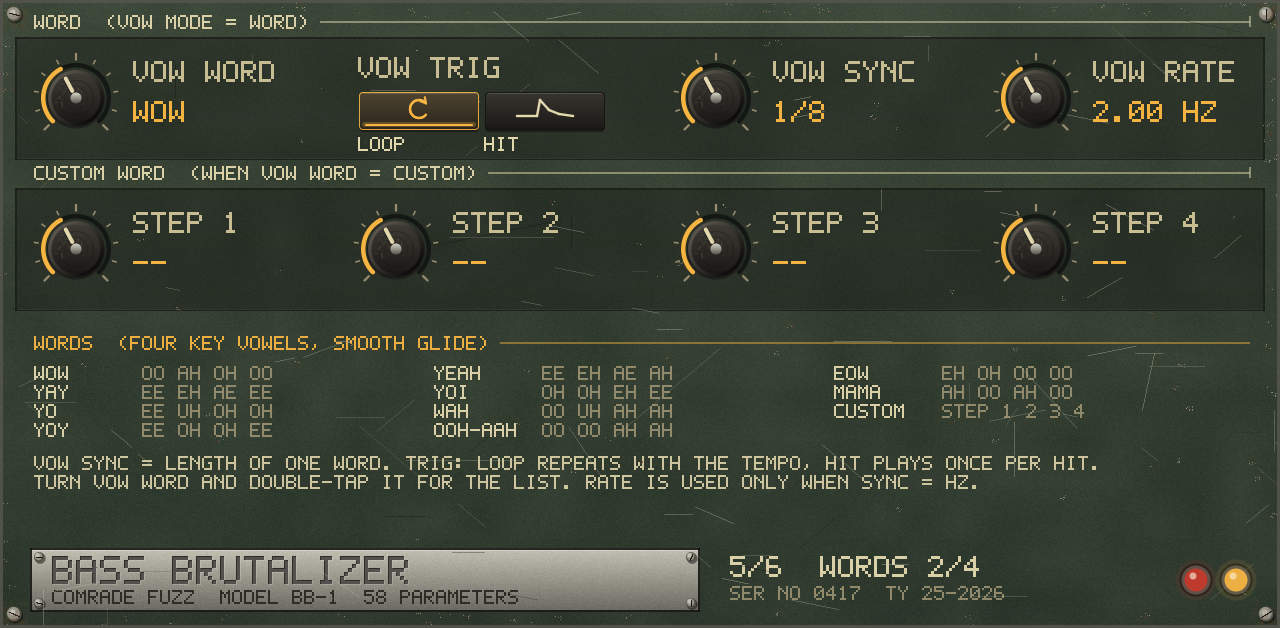 WORD (VOW MODE = WORD)
VOW WORD
WOW
VOW TRIG
LOOP HIT
VOW SYNC
1/8
VOW RATE
2.00 HZ
CUSTOM WORD (WHEN VOW WORD = CUSTOM)
STEP 1
--
STEP 2
--
STEP 3
--
STEP 4
--
WORDS (FOUR KEY VOWELS, SMOOTH GLIDE)
WOW OO AH OH OO
YAY EE EH AE EE
YO EE UH OH OH
YOY EE OH OH EE
YEAH EE EH AE AH
YOI OH OH EH EE
WAH OO UH AH AH
OOH-AAH OO OO AH AH
EOW EH OH OO OO
MAMA AH OO AH OO
CUSTOM STEP 1 2 3 4
VOW SYNC = LENGTH OF ONE WORD. TRIG: LOOP REPEATS WITH THE TEMPO, HIT PLAYS ONCE PER HIT.
TURN VOW WORD AND DOUBLE-TAP IT FOR THE LIST. RATE IS USED ONLY WHEN SYNC = HZ.
BASS BRUTALIZER
COMRADE FUZZ MODEL BB-1 58 PARAMETERS
5/6 WORDS 2/4
SER NO 0417 TY 25-2026